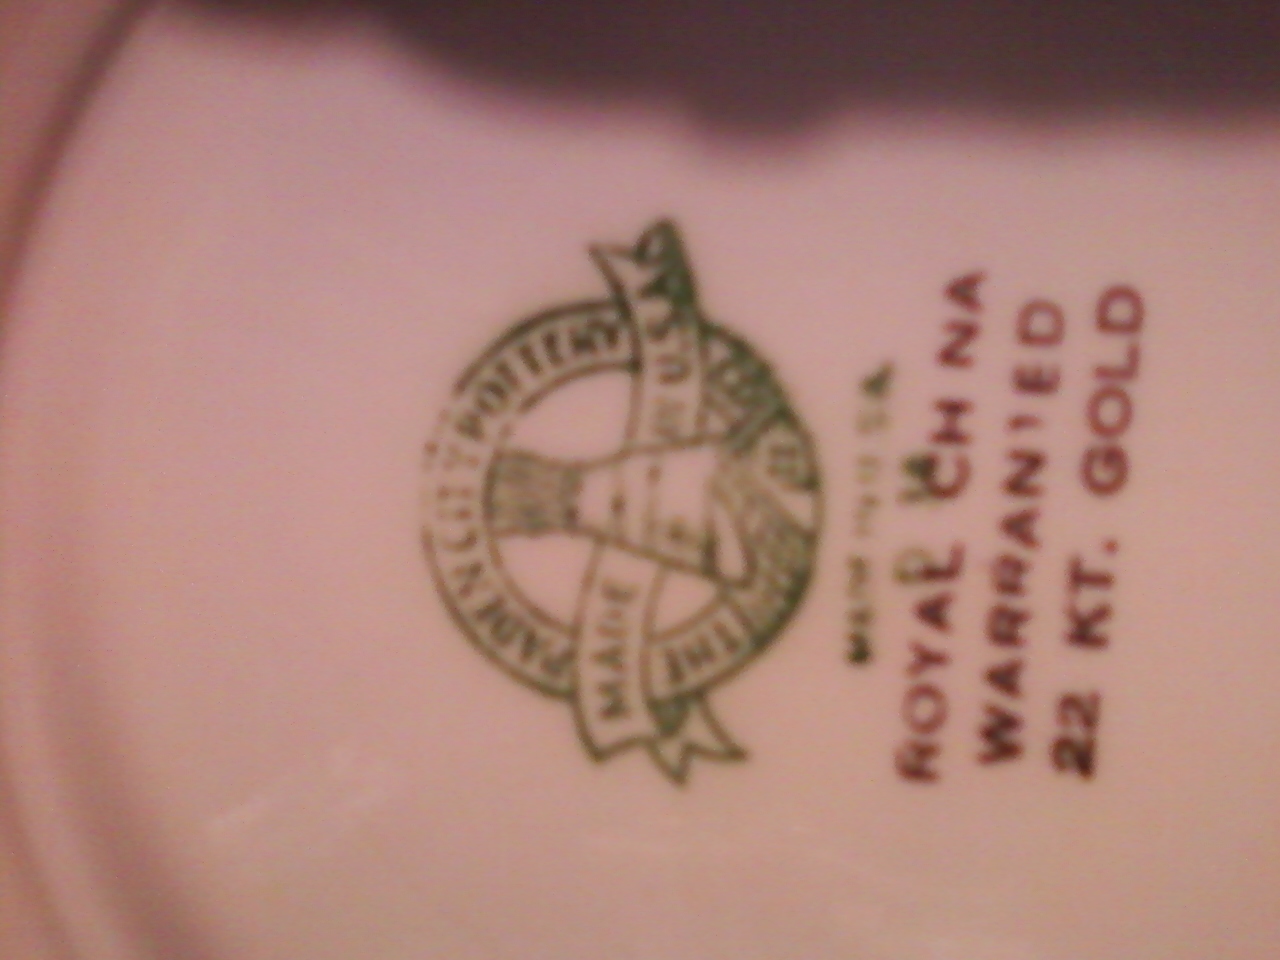 THE PADEN CITY POTTERY
MADE IN U.S.A.
ROYAL CH NA
WARRANTED
22 KT. GOLD